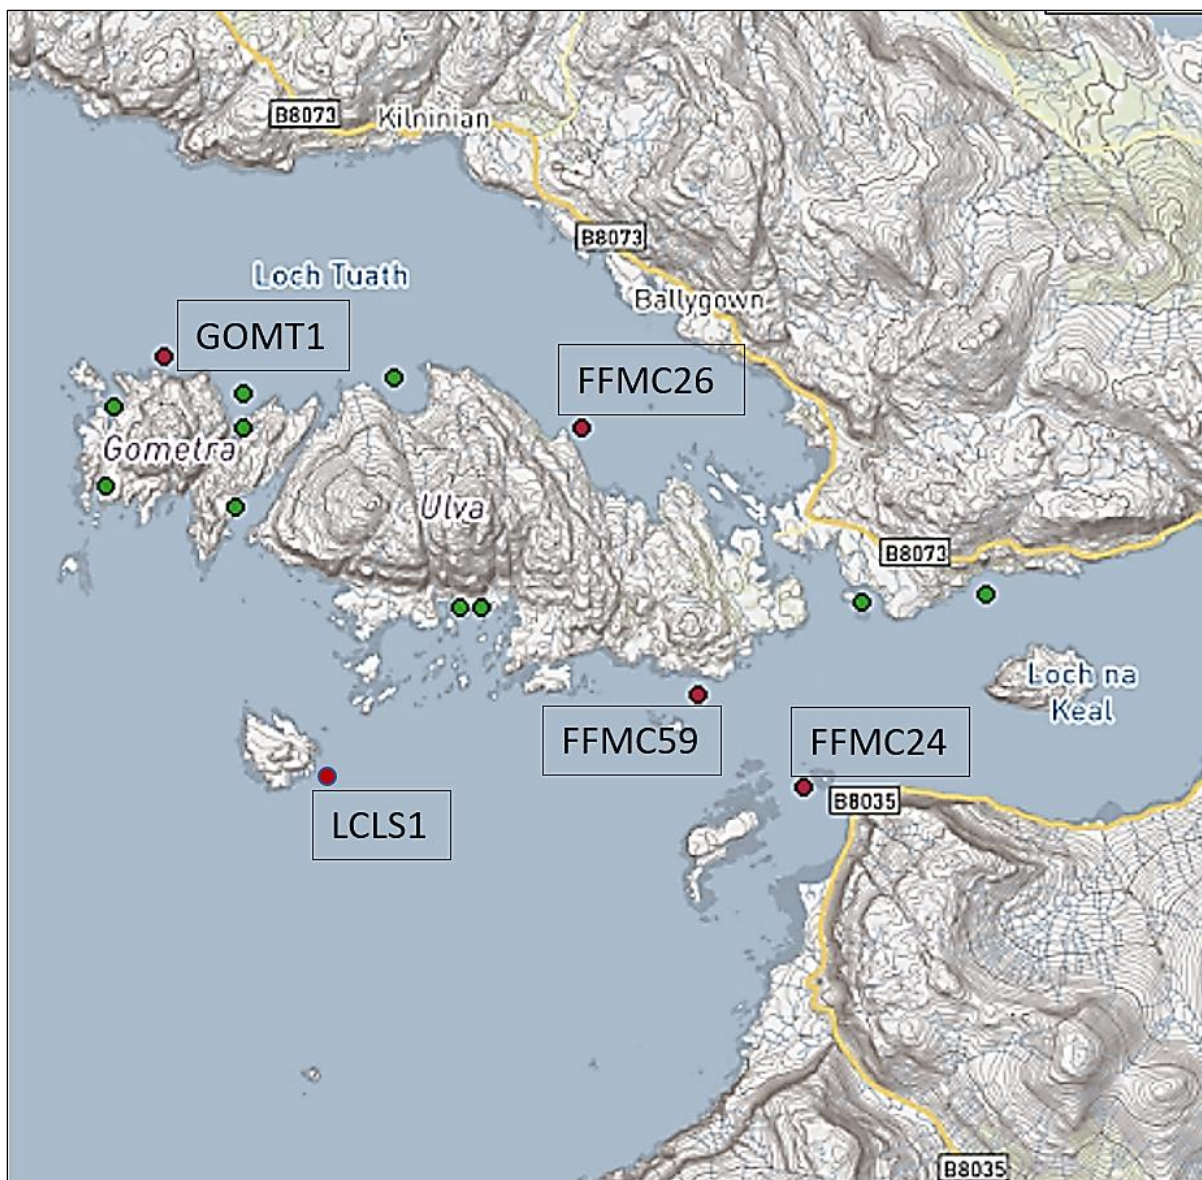 B8073
Kilninian
B8073
Loch Tuath
Ballygown
GOMT1
FFMC26
Gometra
Ulva
B8073
Loch na
Keal
FFMC59
FFMC24
B8035
LCLS1
B8035